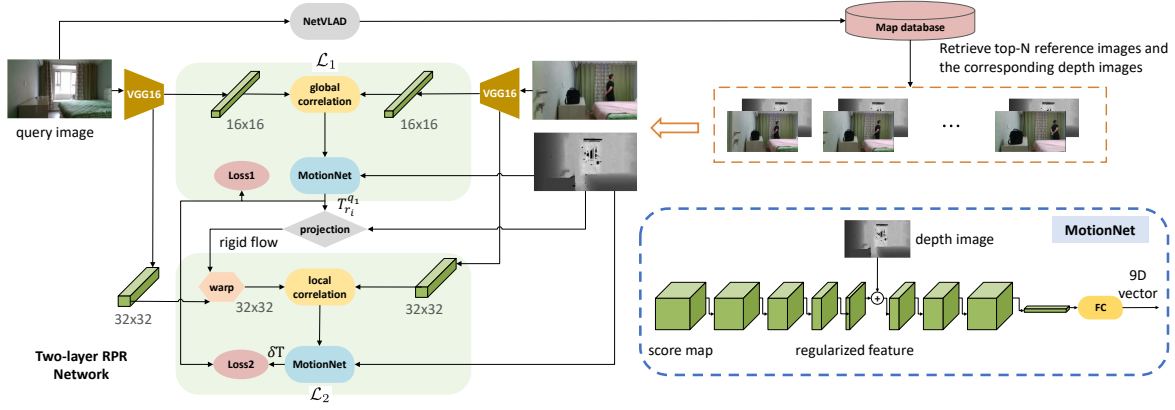 NetVLAD
Map database
Retrieve top-N reference images and
the corresponding depth images
query image
VGG16
ℒ₁
16x16
global
correlation
16x16
VGG16
...
Loss1
MotionNet
T_{r_i}^{q_1}
projection
rigid flow
32x32
warp
32x32
local
correlation
32x32
Two-layer RPR
Network
Loss2
δT
MotionNet
ℒ₂
MotionNet
depth image
9D
vector
+
FC
score map
regularized feature